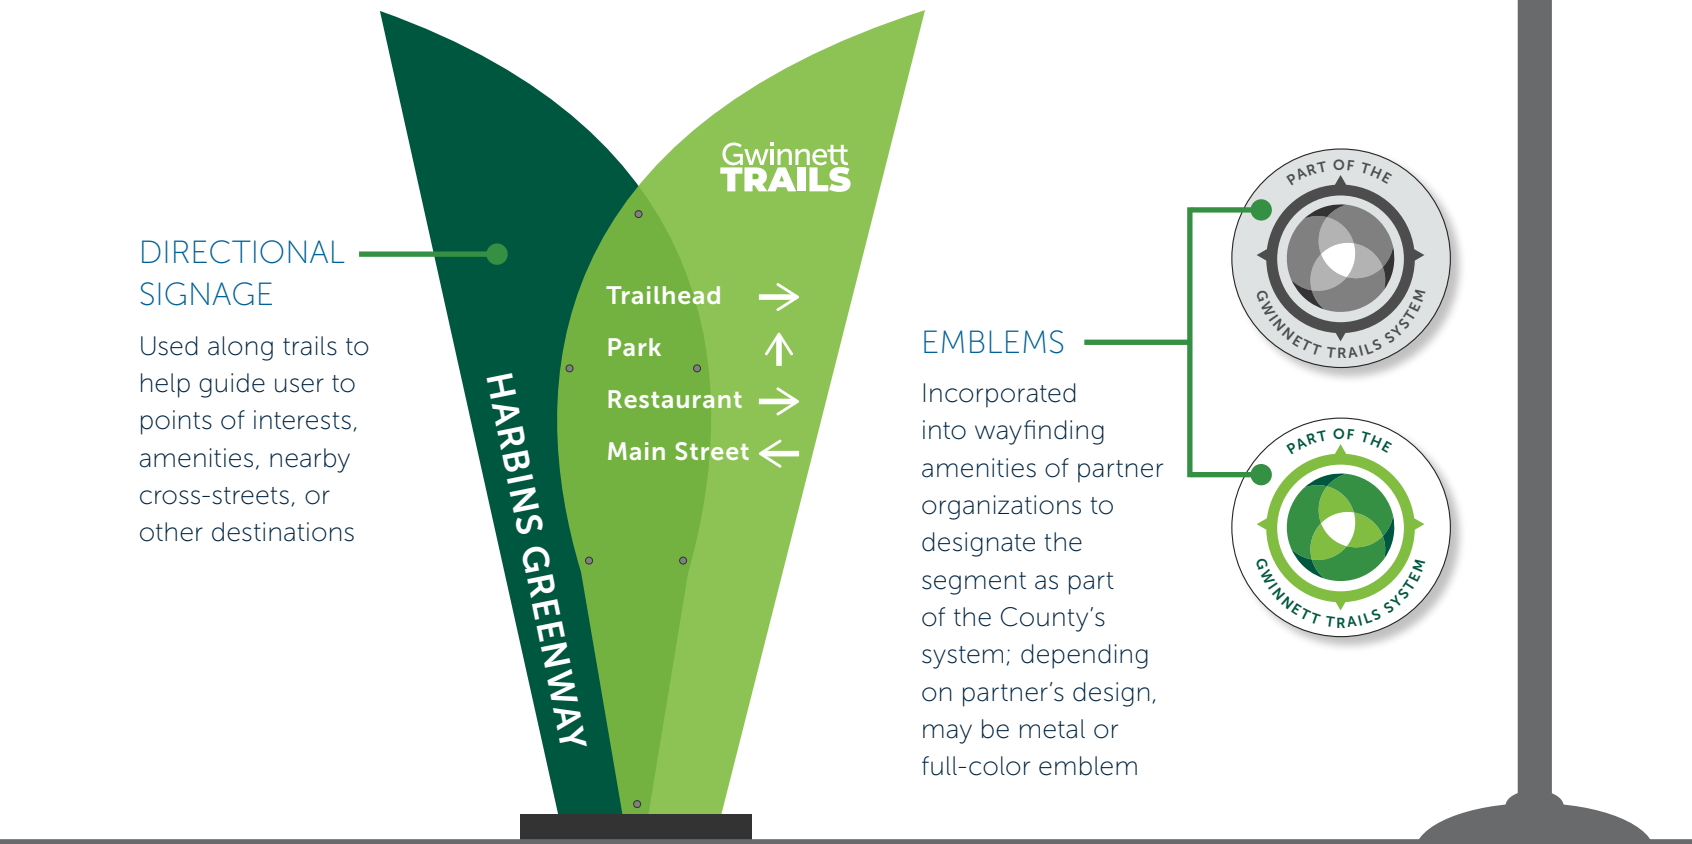 DIRECTIONAL
SIGNAGE
Used along trails to
help guide user to
points of interests,
amenities, nearby
cross-streets, or
other destinations
HARBINS GREENWAY
Gwinnett
TRAILS
Trailhead →
Park ↑
Restaurant →
Main Street ←
EMBLEMS
Incorporated
into wayfinding
amenities of partner
organizations to
designate the
segment as part
of the County’s
system; depending
on partner’s design,
may be metal or
full-color emblem
PART OF THE
GWINNETT TRAILS SYSTEM
PART OF THE
GWINNETT TRAILS SYSTEM